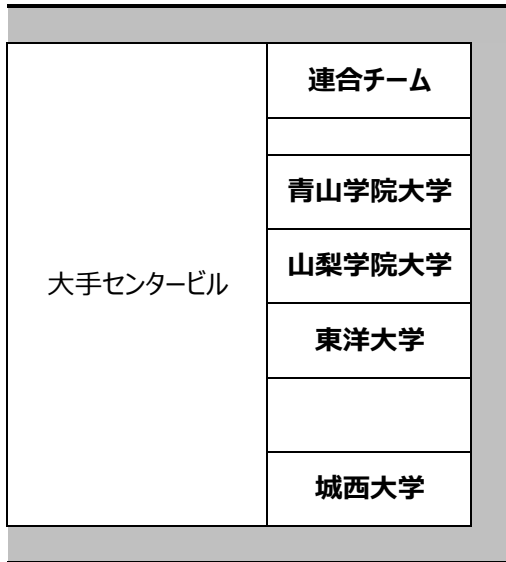 連合チーム
青山学院大学
山梨学院大学
大手センタービル
東洋大学
城西大学